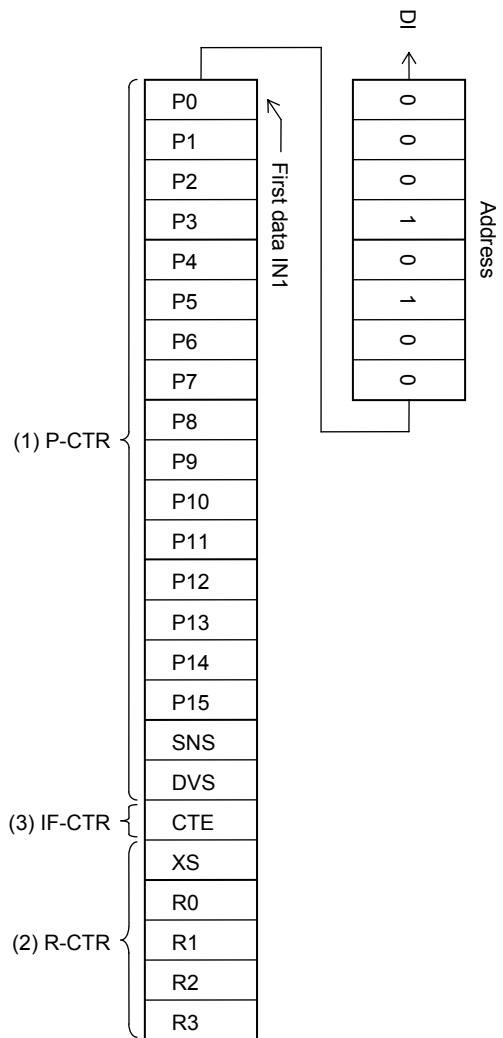 DI
Address
0
0
0
1
0
1
0
0
First data IN1
P0
P1
P2
P3
P4
P5
P6
P7
P8
P9
P10
P11
P12
P13
P14
P15
SNS
DVS
CTE
XS
R0
R1
R2
R3
(1) P-CTR
(3) IF-CTR
(2) R-CTR